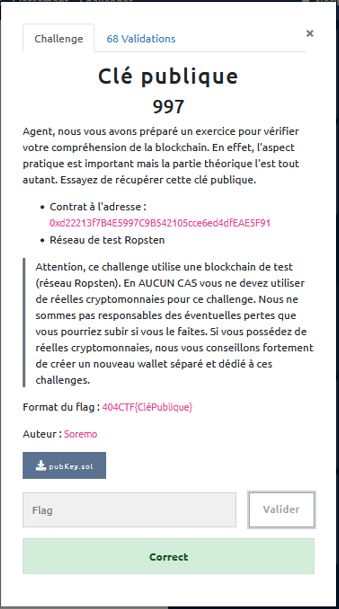 Challenge
68 Validations
×
Clé publique
997
Agent, nous vous avons préparé un exercice pour vérifier
votre compréhension de la blockchain. En effet, l'aspect
pratique est important mais la partie théorique l'est tout
autant. Essayez de récupérer cette clé publique.
• Contrat à l'adresse :
0xd22213f7B4E5997C9B542105cce6ed4dfEAE5F91
• Réseau de test Ropsten
Attention, ce challenge utilise une blockchain de test
(réseau Ropsten). En AUCUN CAS vous ne devez utiliser
de réelles cryptomonnaies pour ce challenge. Nous ne
sommes pas responsables des éventuelles pertes que
vous pourriez subir si vous le faites. Si vous possédez de
réelles cryptomonnaies, nous vous conseillons fortement
de créer un nouveau wallet séparé et dédié à ces
challenges.
Format du flag : 404CTF{CléPublique}
Auteur : Soremo
pubKey.sol
Flag
Valider
Correct